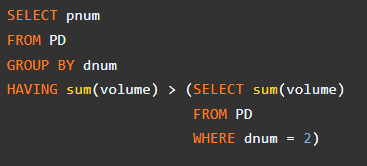 SELECT pnum
FROM PD
GROUP BY dnum
HAVING sum(volume) > (SELECT sum(volume)
FROM PD
WHERE dnum = 2)